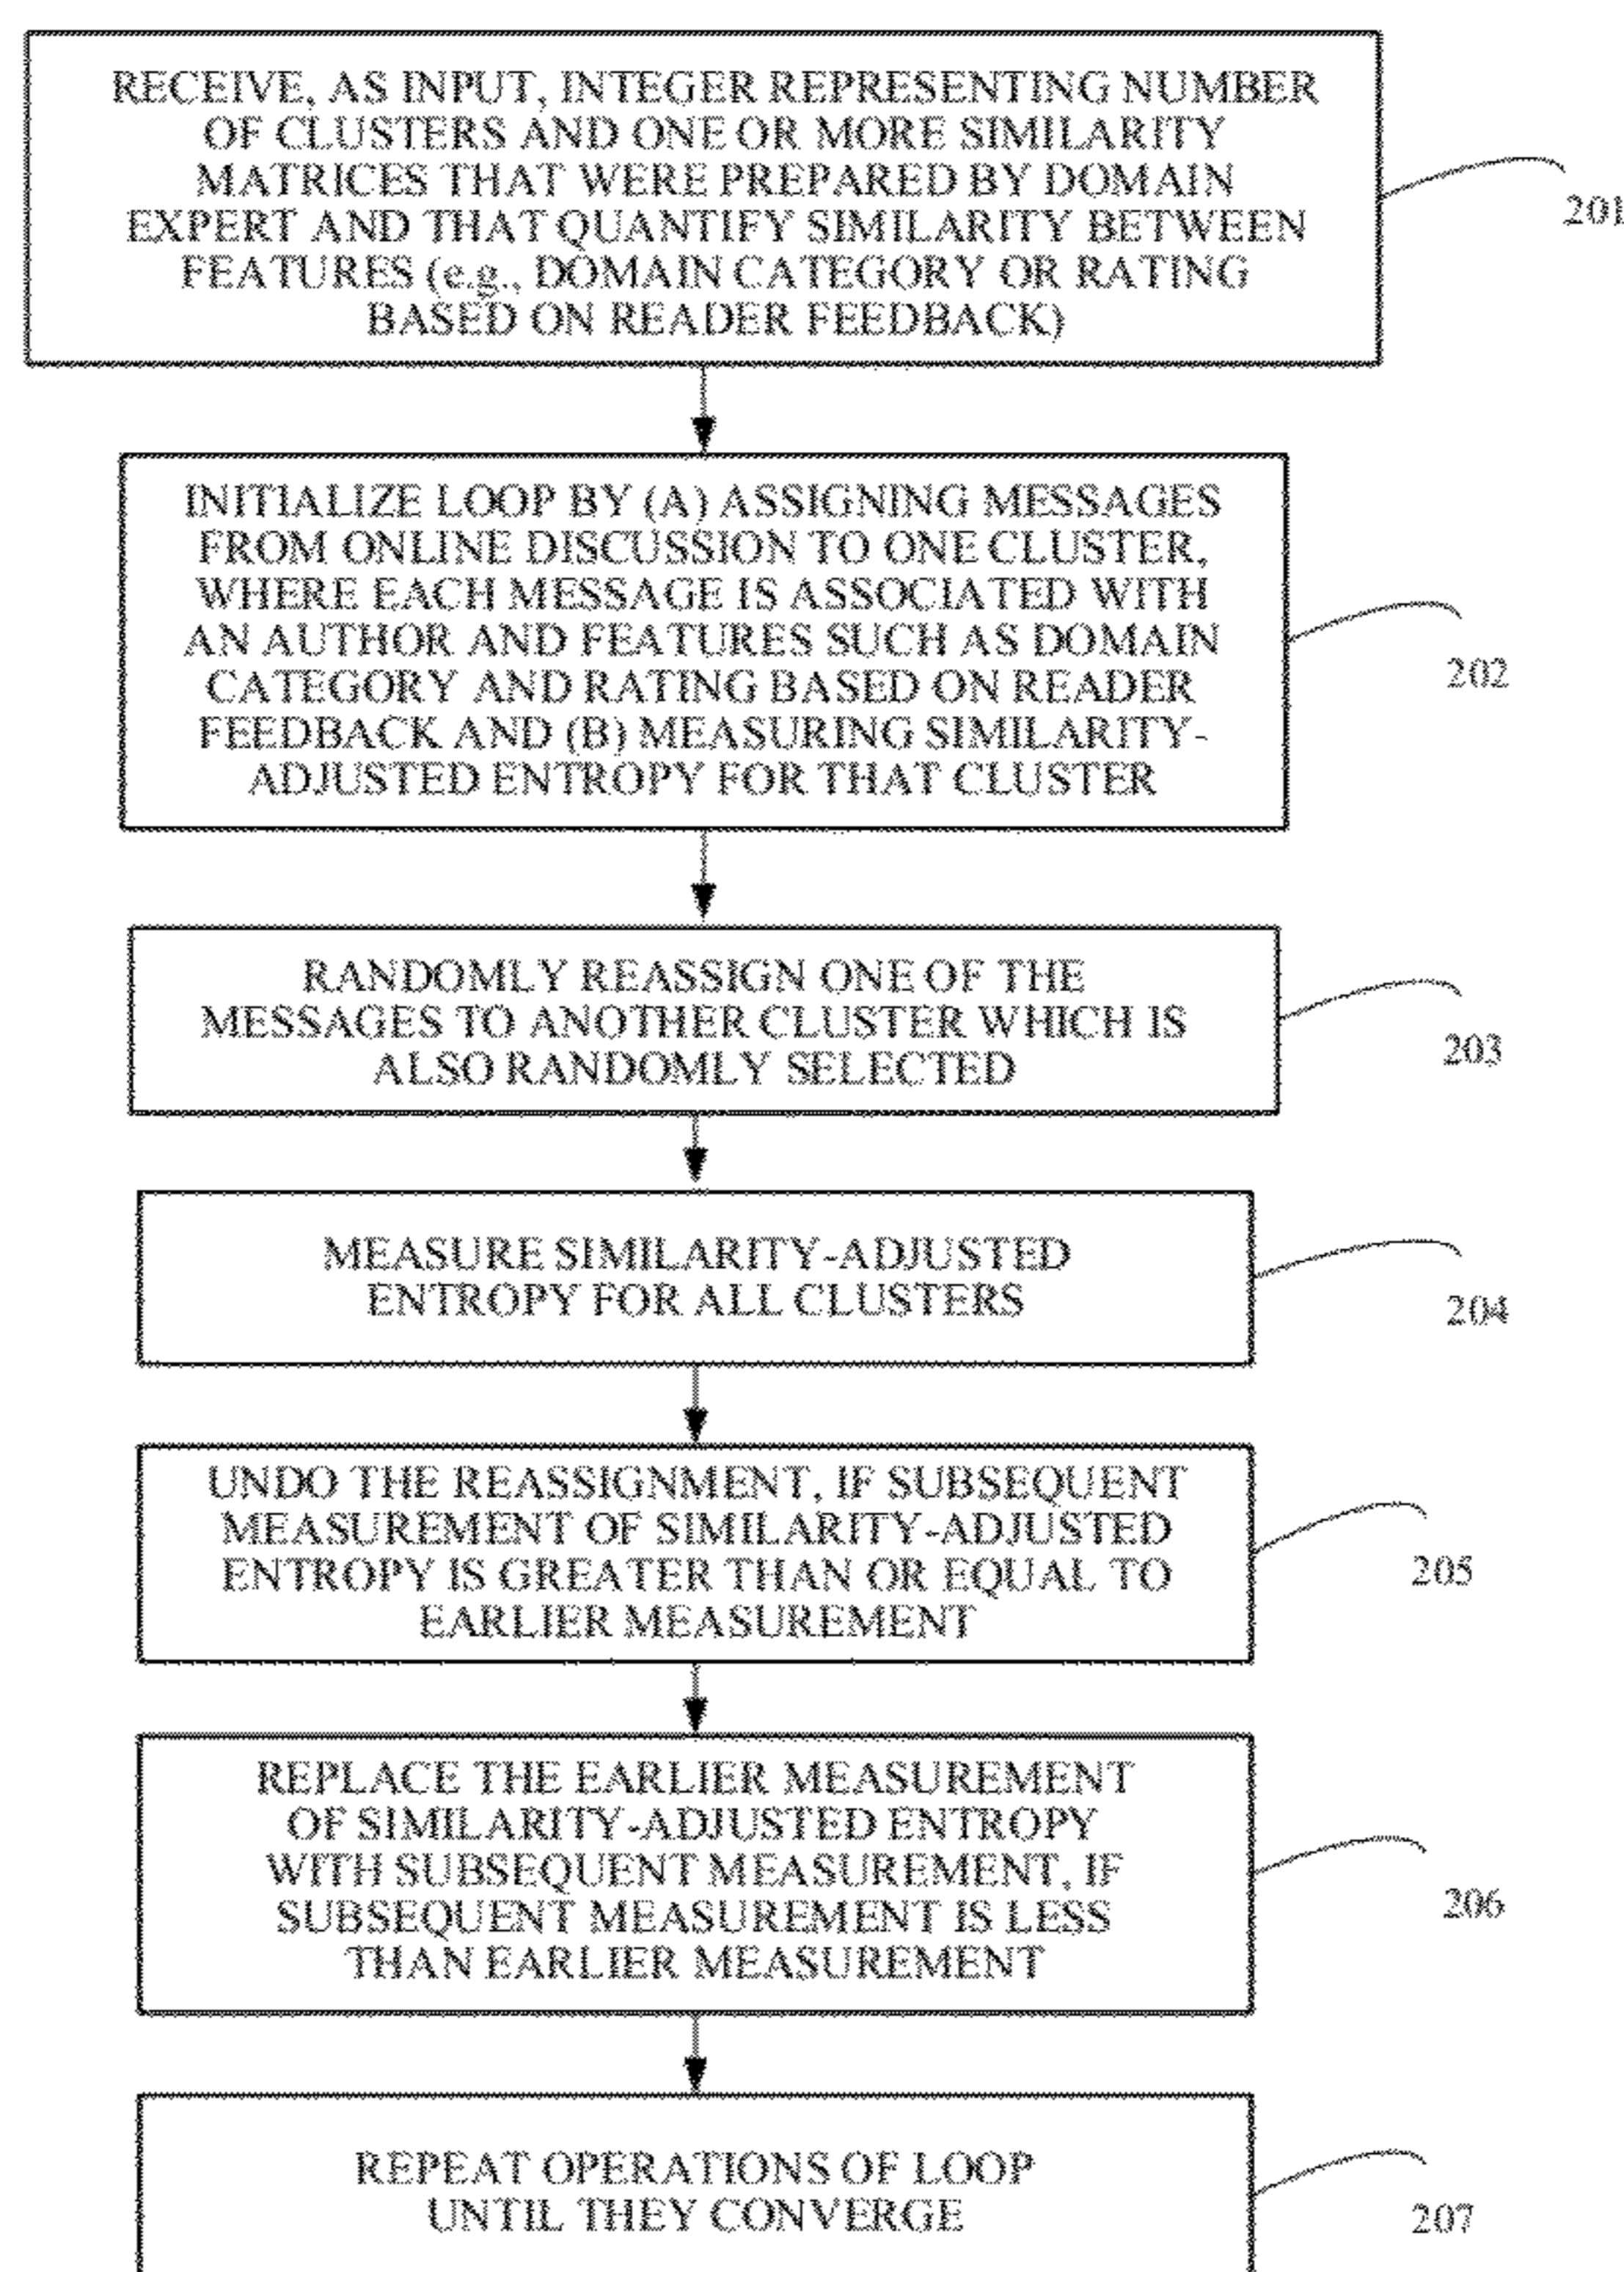 RECEIVE, AS INPUT, INTEGER REPRESENTING NUMBER
OF CLUSTERS AND ONE OR MORE SIMILARITY
MATRICES THAT WERE PREPARED BY DOMAIN
EXPERT AND THAT QUANTIFY SIMILARITY BETWEEN
FEATURES (e.g., DOMAIN CATEGORY OR RATING
BASED ON READER FEEDBACK)
201
INITIALIZE LOOP BY (A) ASSIGNING MESSAGES
FROM ONLINE DISCUSSION TO ONE CLUSTER,
WHERE EACH MESSAGE IS ASSOCIATED WITH
AN AUTHOR AND FEATURES SUCH AS DOMAIN
CATEGORY AND RATING BASED ON READER
FEEDBACK AND (B) MEASURING SIMILARITY-
ADJUSTED ENTROPY FOR THAT CLUSTER
202
RANDOMLY REASSIGN ONE OF THE
MESSAGES TO ANOTHER CLUSTER WHICH IS
ALSO RANDOMLY SELECTED
203
MEASURE SIMILARITY-ADJUSTED
ENTROPY FOR ALL CLUSTERS
204
UNDO THE REASSIGNMENT, IF SUBSEQUENT
MEASUREMENT OF SIMILARITY-ADJUSTED
ENTROPY IS GREATER THAN OR EQUAL TO
EARLIER MEASUREMENT
205
REPLACE THE EARLIER MEASUREMENT
OF SIMILARITY-ADJUSTED ENTROPY
WITH SUBSEQUENT MEASUREMENT, IF
SUBSEQUENT MEASUREMENT IS LESS
THAN EARLIER MEASUREMENT
206
REPEAT OPERATIONS OF LOOP
UNTIL THEY CONVERGE
207